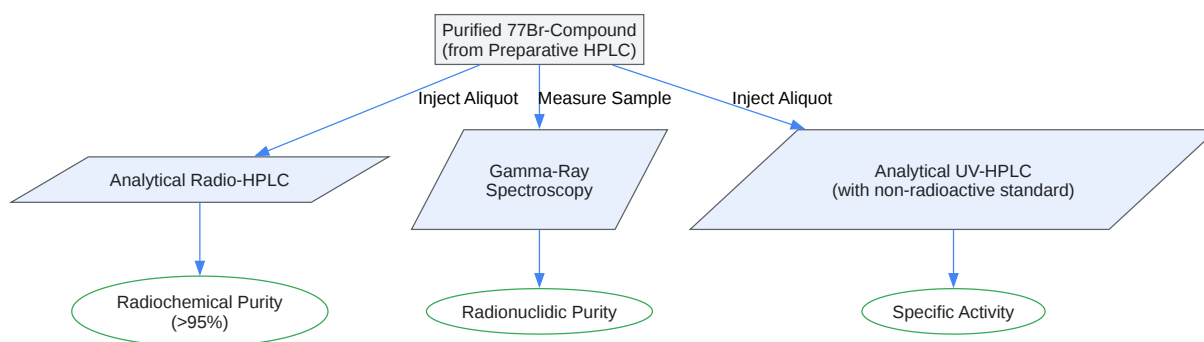 Purified 77Br-Compound
(from Preparative HPLC)
Inject Aliquot
Measure Sample
Inject Aliquot
Analytical Radio-HPLC
Gamma-Ray
Spectroscopy
Analytical UV-HPLC
(with non-radioactive standard)
Radiochemical Purity
(>95%)
Radionuclidic Purity
Specific Activity